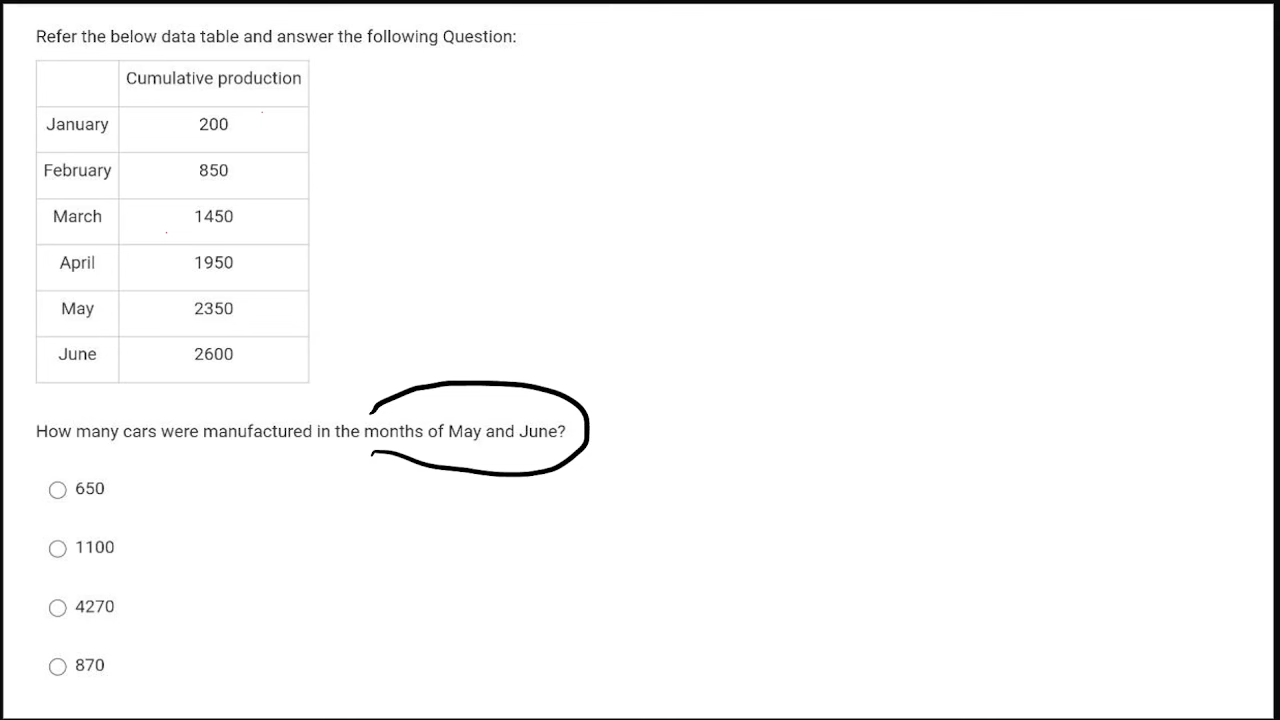 Refer the below data table and answer the following Question:
Cumulative production
January 200
February 850
March 1450
April 1950
May 2350
June 2600
How many cars were manufactured in the months of May and June?
650
1100
4270
870